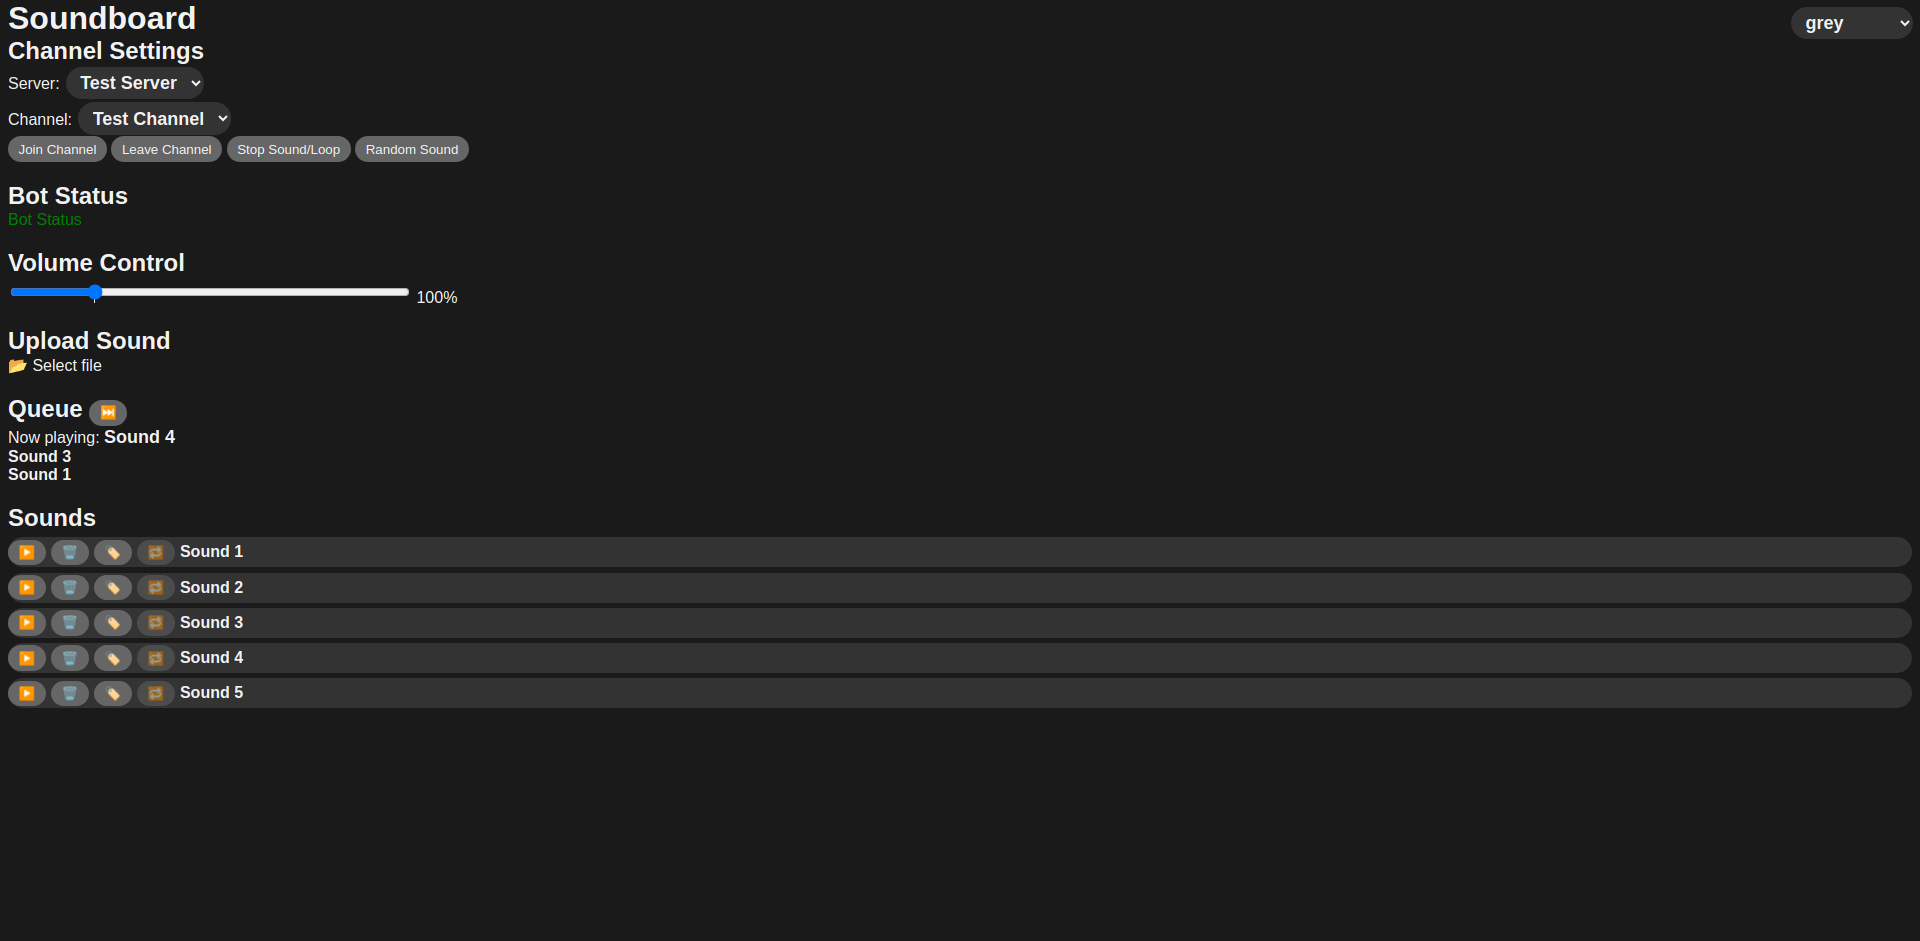 Soundboard
grey
Channel Settings
Server: Test Server
Channel: Test Channel
Join Channel Leave Channel Stop Sound/Loop Random Sound
Bot Status
Bot Status
Volume Control
100%
Upload Sound
📂 Select file
Queue ⏭️
Now playing: Sound 4
Sound 3
Sound 1
Sounds
▶️ 🗑️ 🏷️ 🔁 Sound 1
▶️ 🗑️ 🏷️ 🔁 Sound 2
▶️ 🗑️ 🏷️ 🔁 Sound 3
▶️ 🗑️ 🏷️ 🔁 Sound 4
▶️ 🗑️ 🏷️ 🔁 Sound 5